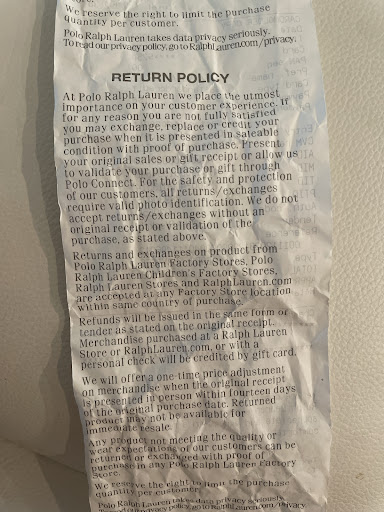 store.
We reserve the right to limit the purchase
quantity per customer.
Polo Ralph Lauren takes data privacy seriously.
To read our privacy policy, go to RalphLauren.com/privacy.
RETURN POLICY
At Polo Ralph Lauren we place the utmost
importance on your customer experience. If
for any reason you are not fully satisfied
you may exchange, replace or credit your
purchase when it is presented in saleable
condition with proof of purchase. Present
your original sales or gift receipt or allow us
to validate your purchase or gift through
Polo Connect. For the safety and protection
of our customers, all returns/exchanges
require valid photo identification. We do not
accept returns/exchanges without an
original receipt or validation of the
purchase, as stated above.
Returns and exchanges on product from
Polo Ralph Lauren Factory Stores, Polo
Ralph Lauren Children's Factory Stores,
Ralph Lauren Stores and RalphLauren.com
are accepted at any Factory Store location
within same country of purchase.
Refunds will be issued in the same form of
tender as stated on the original receipt.
Merchandise purchased at a Ralph Lauren
Store or RalphLauren.com, or with a
personal check will be credited by gift card.
We will offer a one-time price adjustment
on merchandise when the original receipt
is presented in person within fourteen days
of the original purchase date. Returned
product may not be available for
immediate resale.
Any product not meeting the quality or
wear expectations of our customers can be
returned or exchanged with proof of
purchase in any Polo Ralph Lauren Factory
Store.
We reserve the right to limit the purchase
quantity per customer.
Polo Ralph Lauren takes data privacy seriously.
To read our privacy policy, go to RalphLauren.com/privacy.